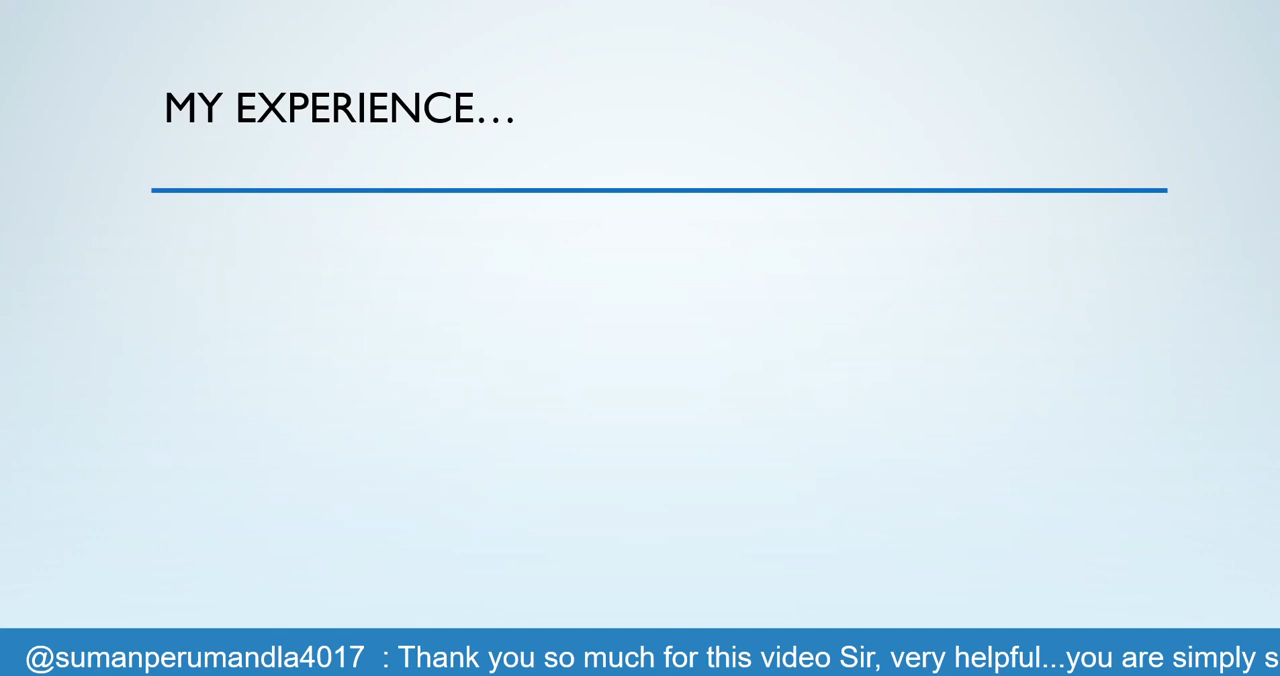 MY EXPERIENCE…
@sumanperumandla4017 : Thank you so much for this video Sir, very helpful...you are simply